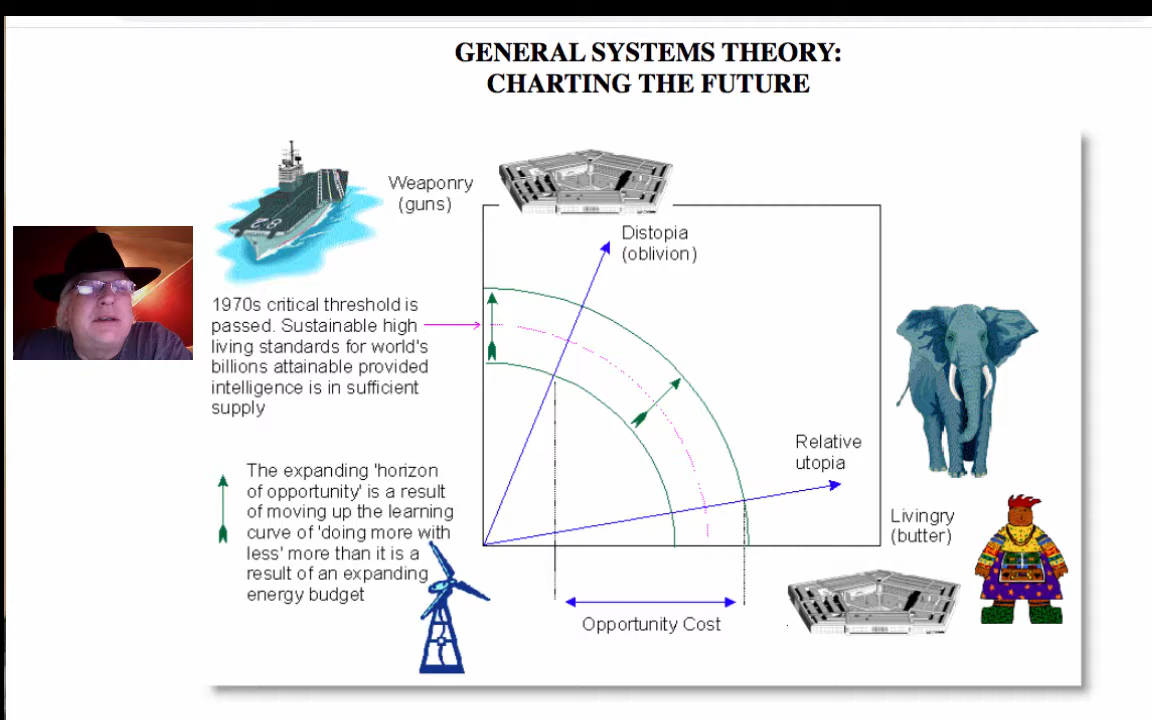 GENERAL SYSTEMS THEORY:
CHARTING THE FUTURE
Weaponry
(guns)
Distopia
(oblivion)
1970s critical threshold is
passed. Sustainable high
living standards for world's
billions attainable provided
intelligence is in sufficient
supply
Relative
utopia
The expanding 'horizon
of opportunity' is a result
of moving up the learning
curve of 'doing more with
less' more than it is a
result of an expanding
energy budget
Livingry
(butter)
Opportunity Cost